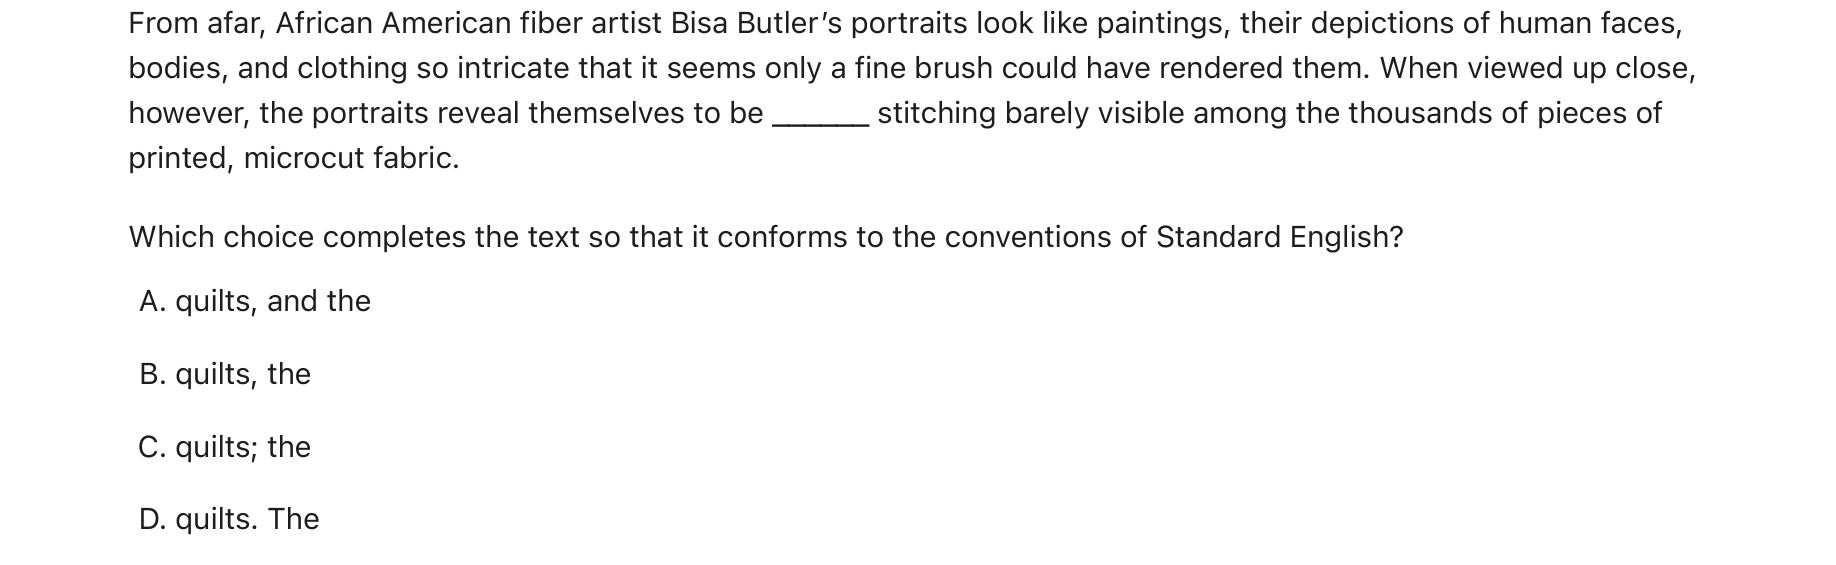 From afar, African American fiber artist Bisa Butler’s portraits look like paintings, their depictions of human faces,
bodies, and clothing so intricate that it seems only a fine brush could have rendered them. When viewed up close,
however, the portraits reveal themselves to be ______ stitching barely visible among the thousands of pieces of
printed, microcut fabric.
Which choice completes the text so that it conforms to the conventions of Standard English?
A. quilts, and the
B. quilts, the
C. quilts; the
D. quilts. The